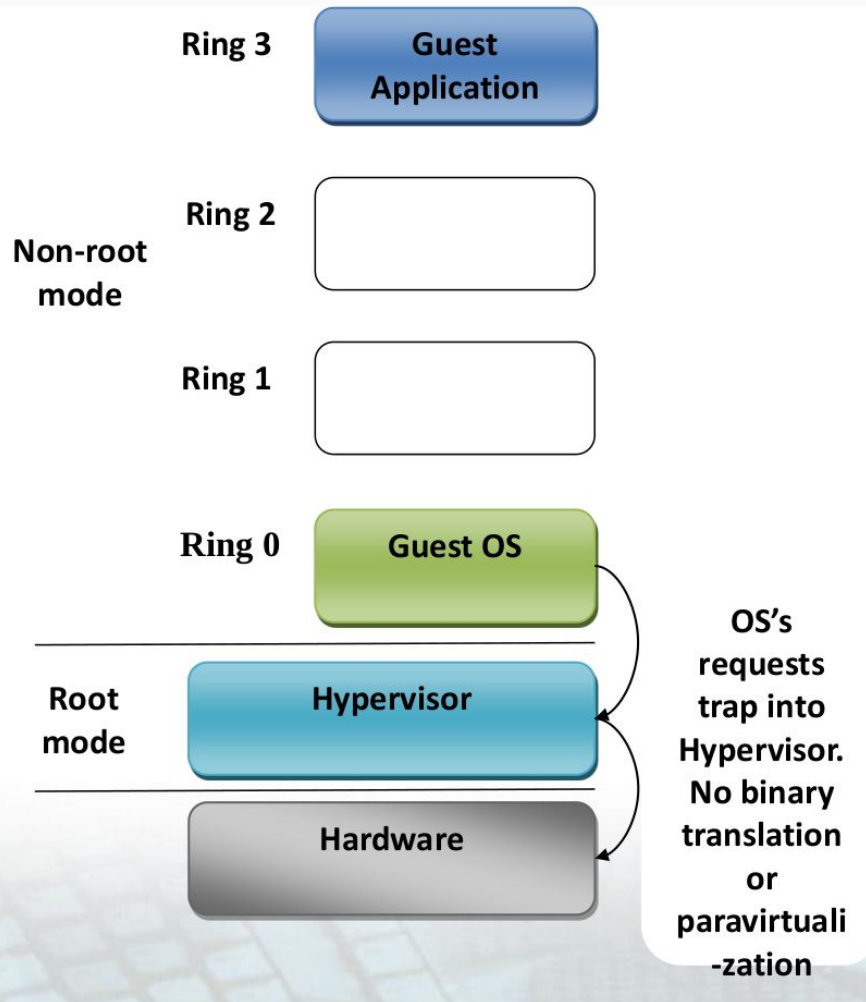 Ring 3
Guest
Application
Ring 2
Non-root
mode
Ring 1
Ring 0
Guest OS
OS’s
requests
trap into
Hypervisor.
No binary
translation
or
paravirtuali
-zation
Root
mode
Hypervisor
Hardware